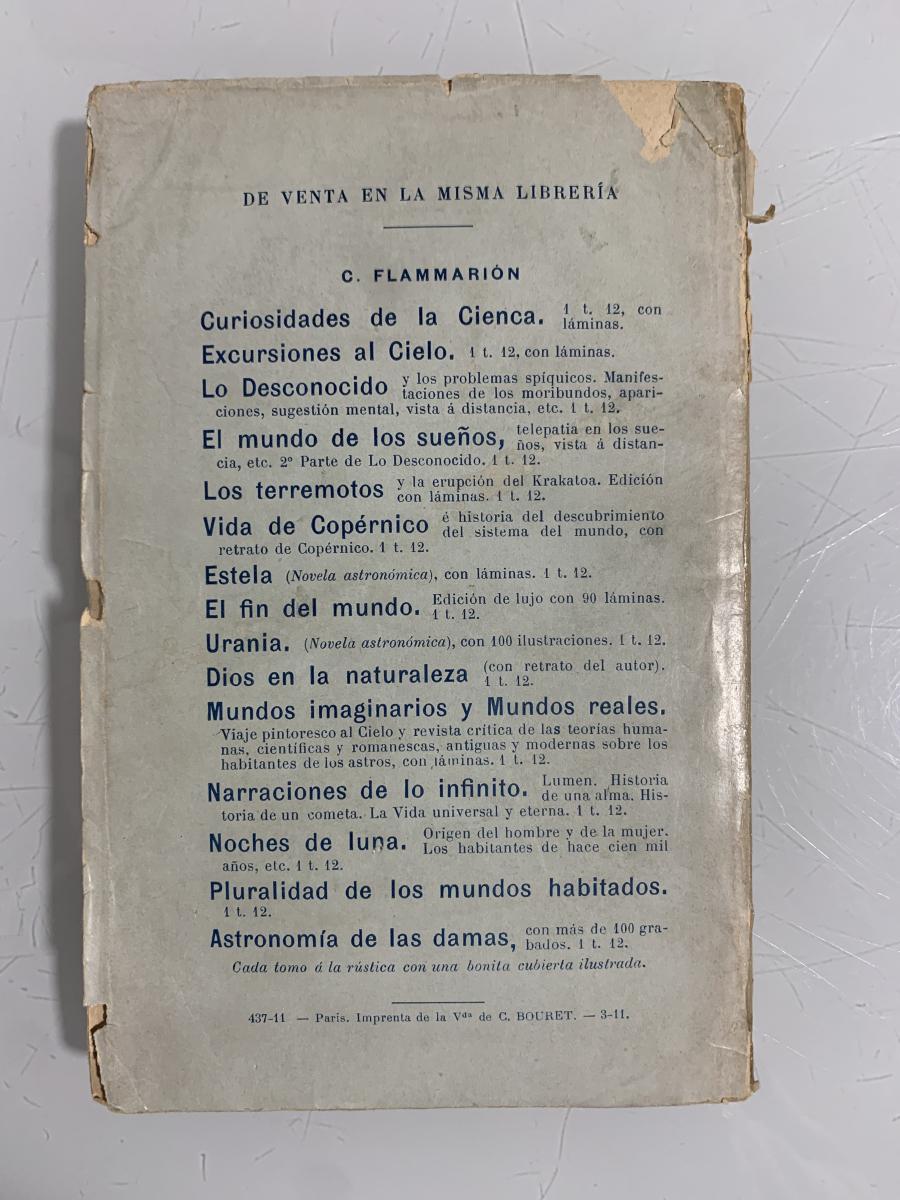 DE VENTA EN LA MISMA LIBRERÍA
C. FLAMMARIÓN
Curiosidades de la Cienca. 1 t. 12, con
láminas.
Excursiones al Cielo. 1 t. 12, con láminas.
Lo Desconocido y los problemas spíquicos. Manifes-
taciones de los moribundos, apari-
ciones, sugestión mental, vista á distancia, etc. 1 t. 12.
El mundo de los sueños, telepatia en los sue-
ños, vista á distan-
cia, etc. 2º Parte de Lo Desconocido. 1 t. 12.
Los terremotos y la erupción del Krakatoa. Edición
con láminas. 1 t. 12.
Vida de Copérnico é historia del descubrimiento
del sistema del mundo, con
retrato de Copérnico. 1 t. 12.
Estela (Novela astronómica), con láminas. 1 t. 12.
El fin del mundo. Edición de lujo con 90 láminas.
1 t. 12.
Urania. (Novela astronómica), con 100 ilustraciones. 1 t. 12.
Dios en la naturaleza (con retrato del autor).
1 t. 12.
Mundos imaginarios y Mundos reales.
Viaje pintoresco al Cielo y revista crítica de las teorías huma-
nas, científicas y romanescas, antiguas y modernas sobre los
habitantes de los astros, con láminas. 1 t. 12.
Narraciones de lo infinito. Lumen. Historia
de una alma. His-
toria de un cometa. La Vida universal y eterna. 1 t. 12.
Noches de luna. Origen del hombre y de la mujer.
Los habitantes de hace cien mil
años, etc. 1 t. 12.
Pluralidad de los mundos habitados.
1 t. 12.
Astronomía de las damas, con más de 100 gra-
bados. 1 t. 12.
Cada tomo á la rústica con una bonita cubierta ilustrada.
437-11 — Paris. Imprenta de la Vda de C. BOURET. — 3-11.